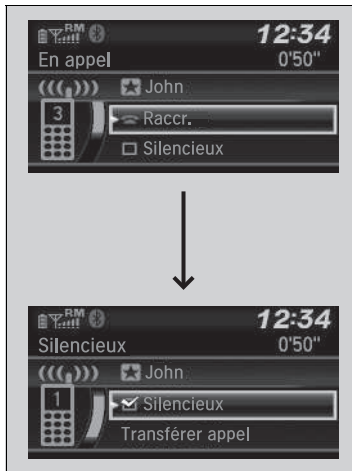 RM 12:34
En appel 0'50"
John
3
Raccr.
Silencieux
RM 12:34
Silencieux 0'50"
John
1
Silencieux
Transférer appel